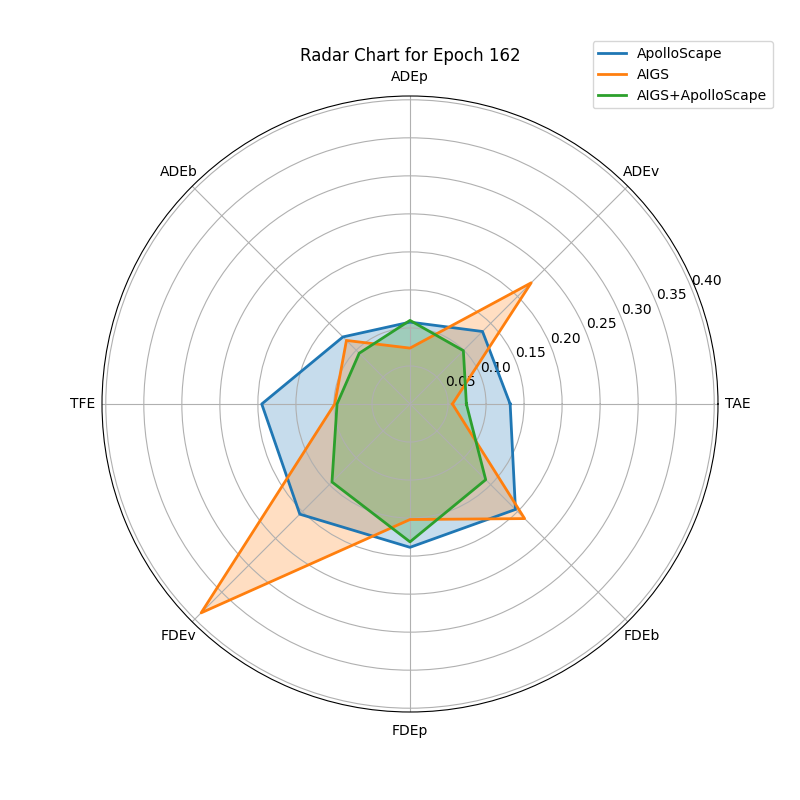 Radar Chart for Epoch 162
ApolloScape
AIGS
AIGS+ApolloScape
ADEp
ADEb
ADEv
0.40
0.35
0.30
0.25
0.20
0.15
0.10
0.05
TFE
TAE
FDEv
FDEb
FDEp